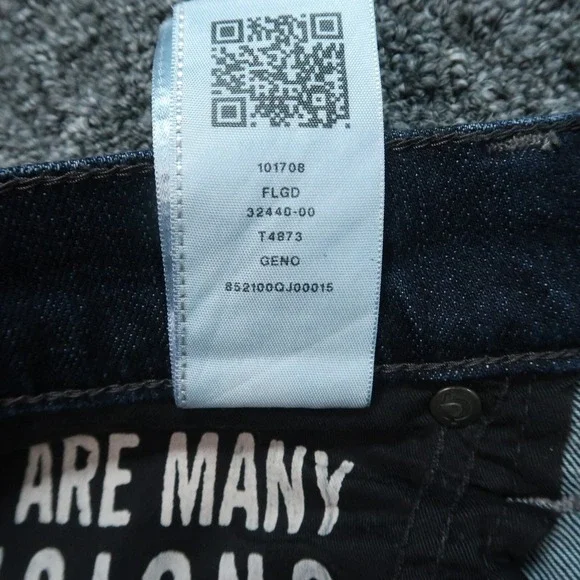 101708
FLGD
32440-00
T4873
GENO
852100QJ00015
ARE MANY